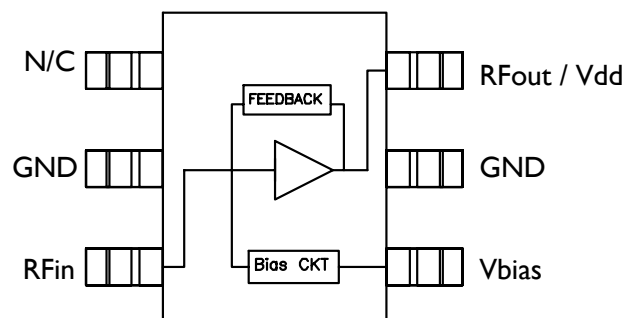 N/C
RFout / Vdd
FEEDBACK
GND
GND
RFin
Bias CKT
Vbias